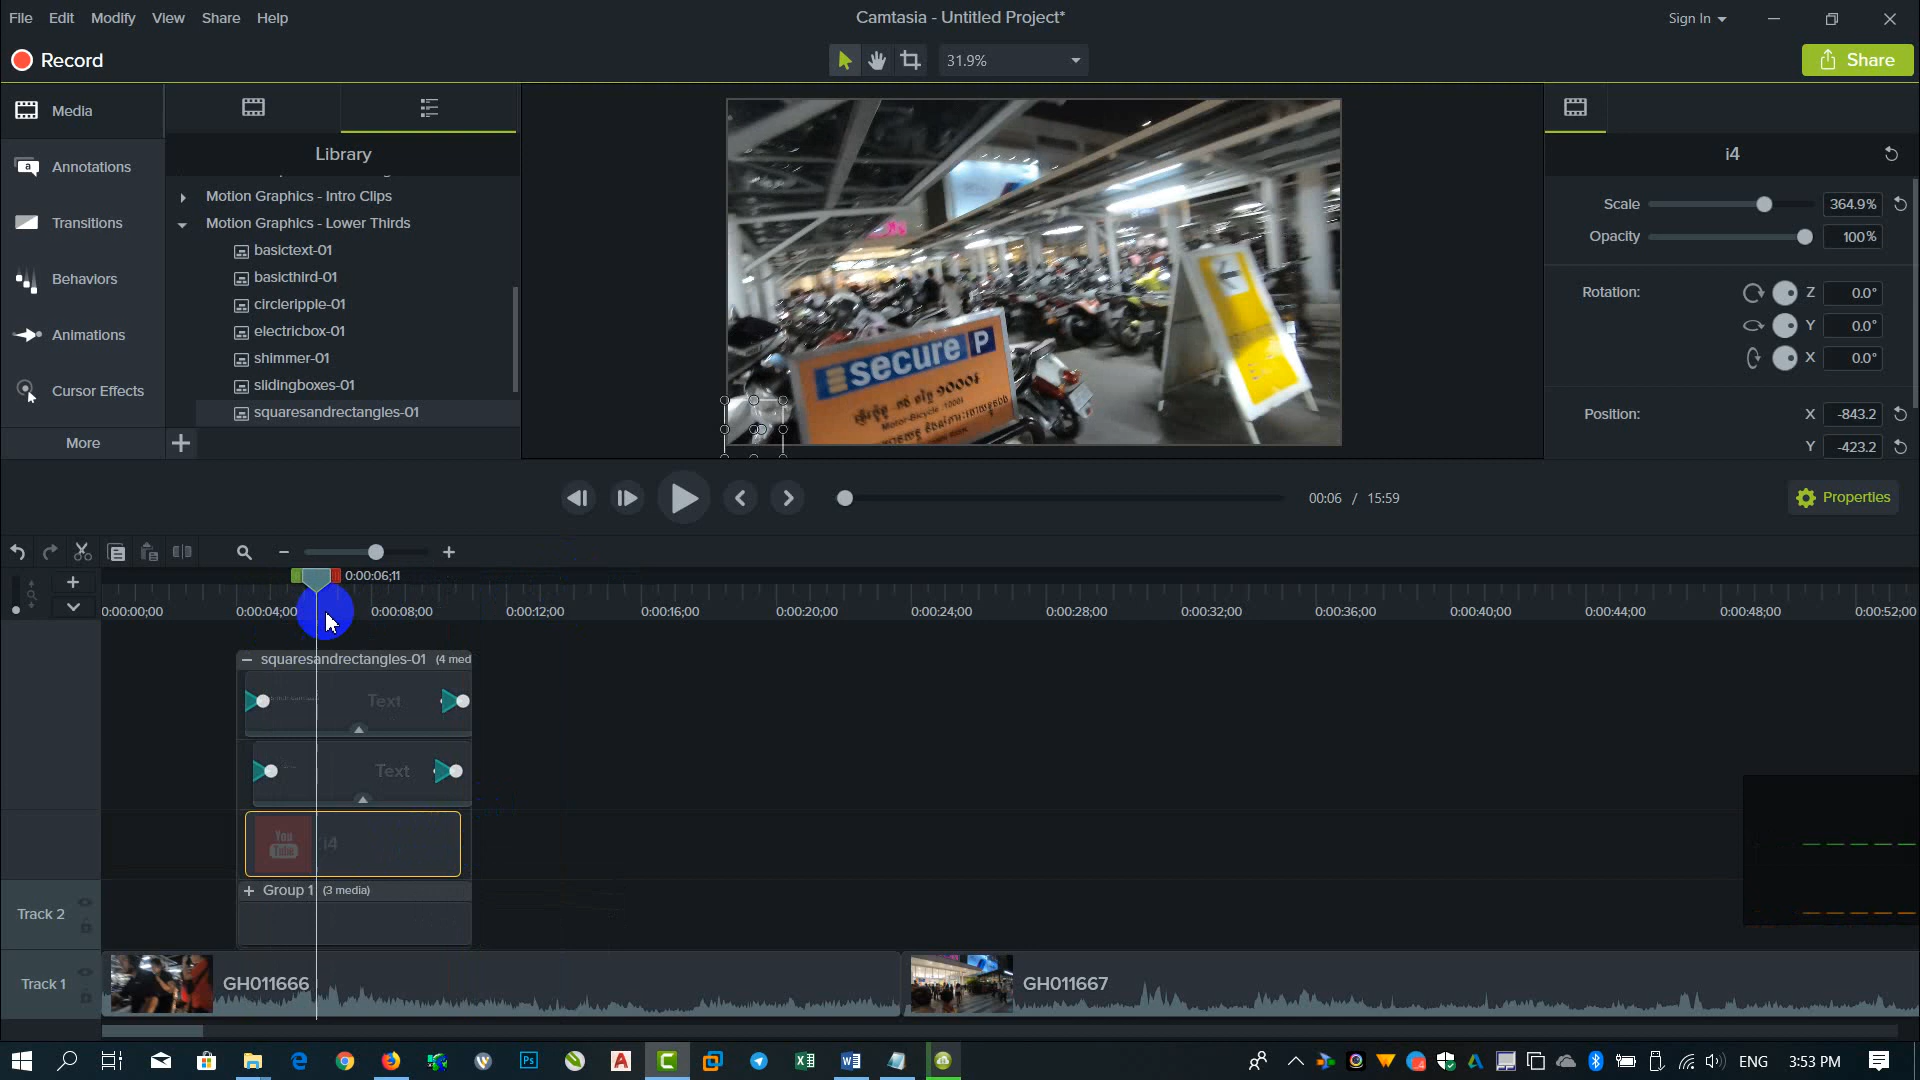 File Edit Modify View Share Help
Camtasia - Untitled Project*
Sign In
Record
31.9%
Share
Media
Annotations
Transitions
Behaviors
Animations
Cursor Effects
More
Library
Motion Graphics - Intro Clips
Motion Graphics - Lower Thirds
basictext-01
basicthird-01
circleripple-01
electricbox-01
shimmer-01
slidingboxes-01
squaresandrectangles-01
secure P
Motor-Bicycle :1000៛
i4
Scale 364.9%
Opacity 100%
Rotation: Z 0.0°
Y 0.0°
X 0.0°
Position: X -843.2
Y -423.2
00:06 / 15:59
Properties
0:00:06;11
0:00:00;00 0:00:04;00 0:00:08;00 0:00:12;00 0:00:16;00 0:00:20;00 0:00:24;00 0:00:28;00 0:00:32;00 0:00:36;00 0:00:40;00 0:00:44;00 0:00:48;00 0:00:52;00
squaresandrectangles-01 (4 med
Text
Text
You
Tube
i4
Group 1 (3 media)
Track 2
Track 1
GH011666
GH011667
ENG
3:53 PM